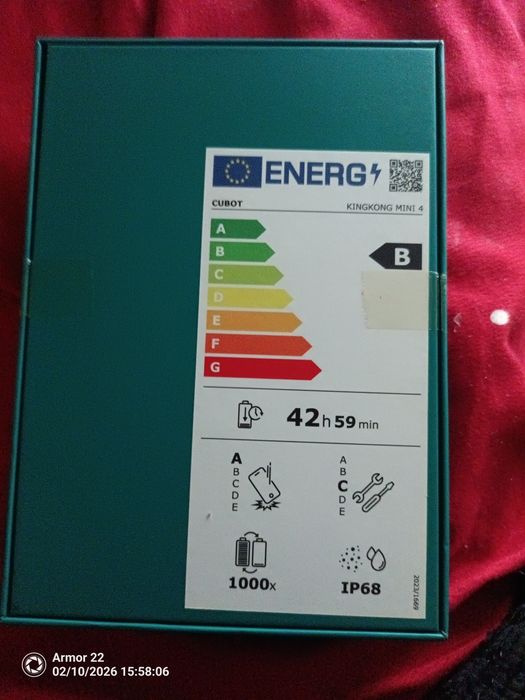 ENERG
CUBOT KINGKONG MINI 4
A
B
B
C
D
E
F
G
42h 59min
A
B
C
D
E
A
B
C
D
E
1000x
IP68
2023/1669
Armor 22
02/10/2026 15:58:06